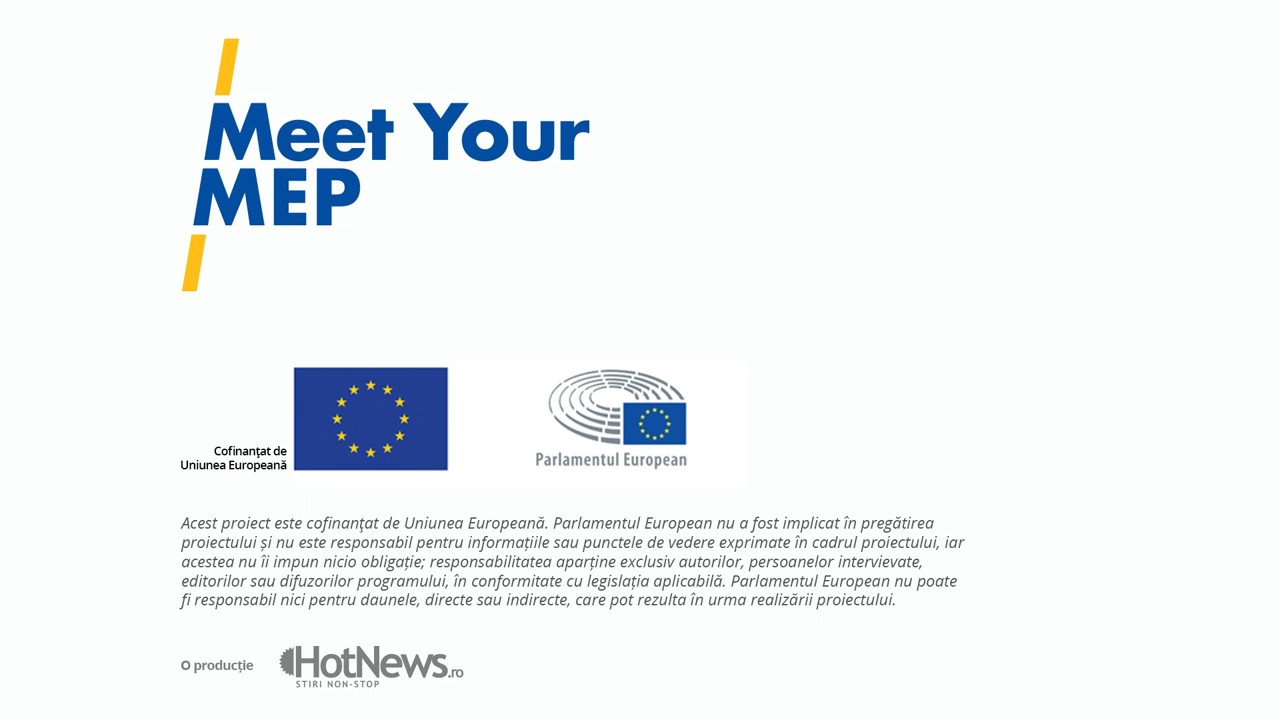 Meet Your
MEP
Cofinanţat de
Uniunea Europeană
Parlamentul European
Acest proiect este cofinanţat de Uniunea Europeană. Parlamentul European nu a fost implicat în pregătirea
proiectului și nu este responsabil pentru informațiile sau punctele de vedere exprimate în cadrul proiectului, iar
acestea nu îi impun nicio obligație; responsabilitatea aparține exclusiv autorilor, persoanelor intervievate,
editorilor sau difuzorilor programului, în conformitate cu legislația aplicabilă. Parlamentul European nu poate
fi responsabil nici pentru daunele, directe sau indirecte, care pot rezulta în urma realizării proiectului.
O producție
HotNews.ro
STIRI NON-STOP